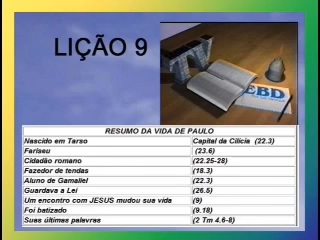 LIÇÃO 9
EBD
RESUMO DA VIDA DE PAULO
Nascido em Tarso Capital da Cilícia (22.3)
Fariseu (23.6)
Cidadão romano (22.25-28)
Fazedor de tendas (18.3)
Aluno de Gamaliel (22.3)
Guardava a Lei (26.5)
Um encontro com JESUS mudou sua vida (9)
Foi batizado (9.18)
Suas últimas palavras (2 Tm 4.6-8)